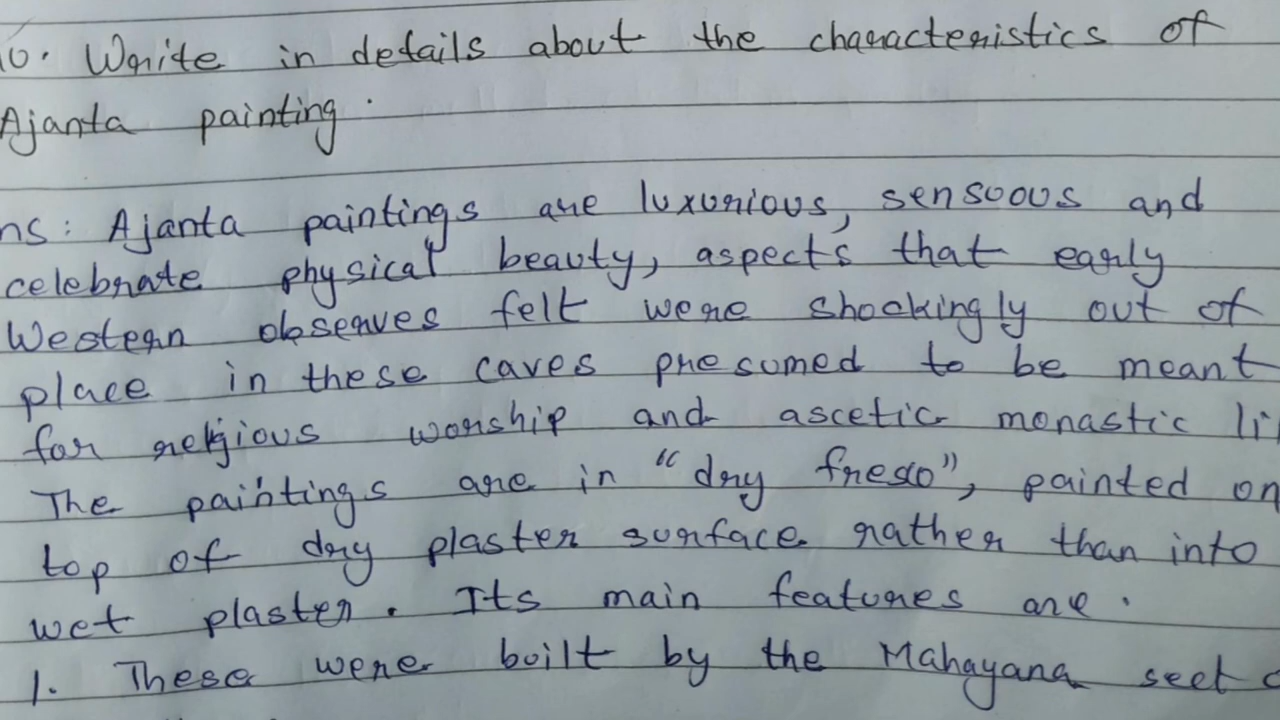 10. Write in details about the characteristics of
Ajanta painting.
ns: Ajanta paintings are luxurious, sensoous and
celebrate physical beauty, aspects that early
Western observes felt were shockingly out of
place in these caves presumed to be meant
for religious worship and ascetic monastic li
The paintings are in "dry fresco", painted on
top of dry plaster surface rather than into
wet plaster. Its main features are.
1. These were built by the Mahayana sect